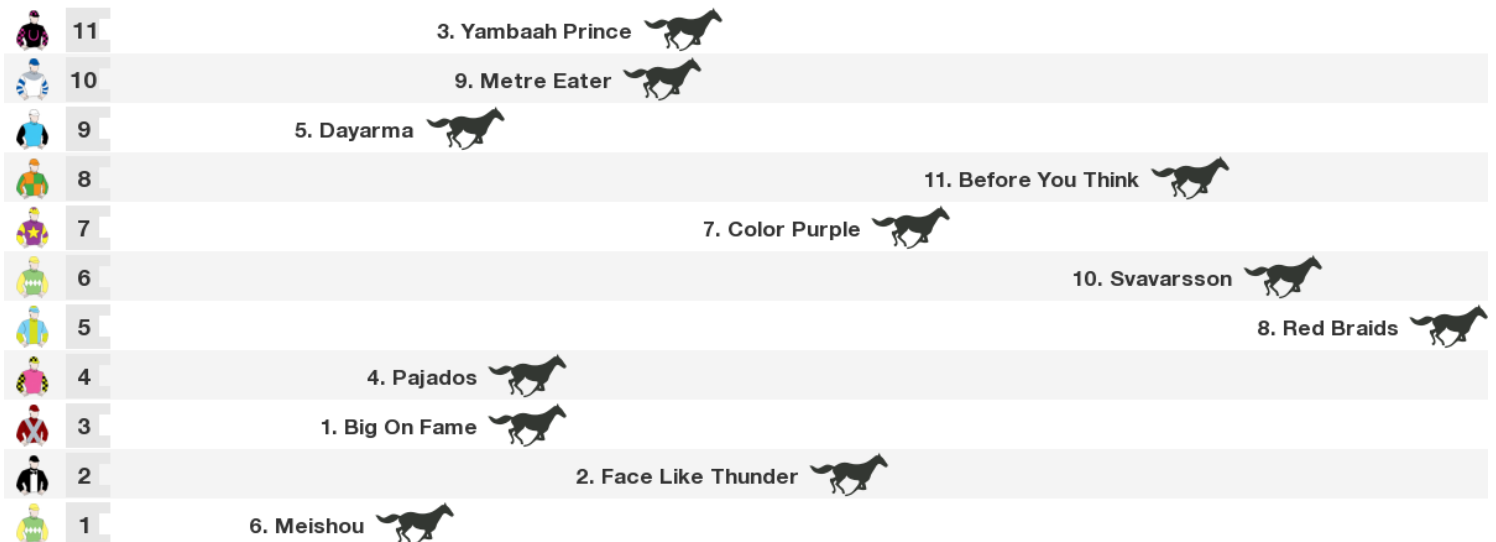 11 3. Yambaah Prince
10 9. Metre Eater
9 5. Dayarma
8 11. Before You Think
7 7. Color Purple
6 10. Svavarsson
5 8. Red Braids
4 4. Pajados
3 1. Big On Fame
2 2. Face Like Thunder
1 6. Meishou